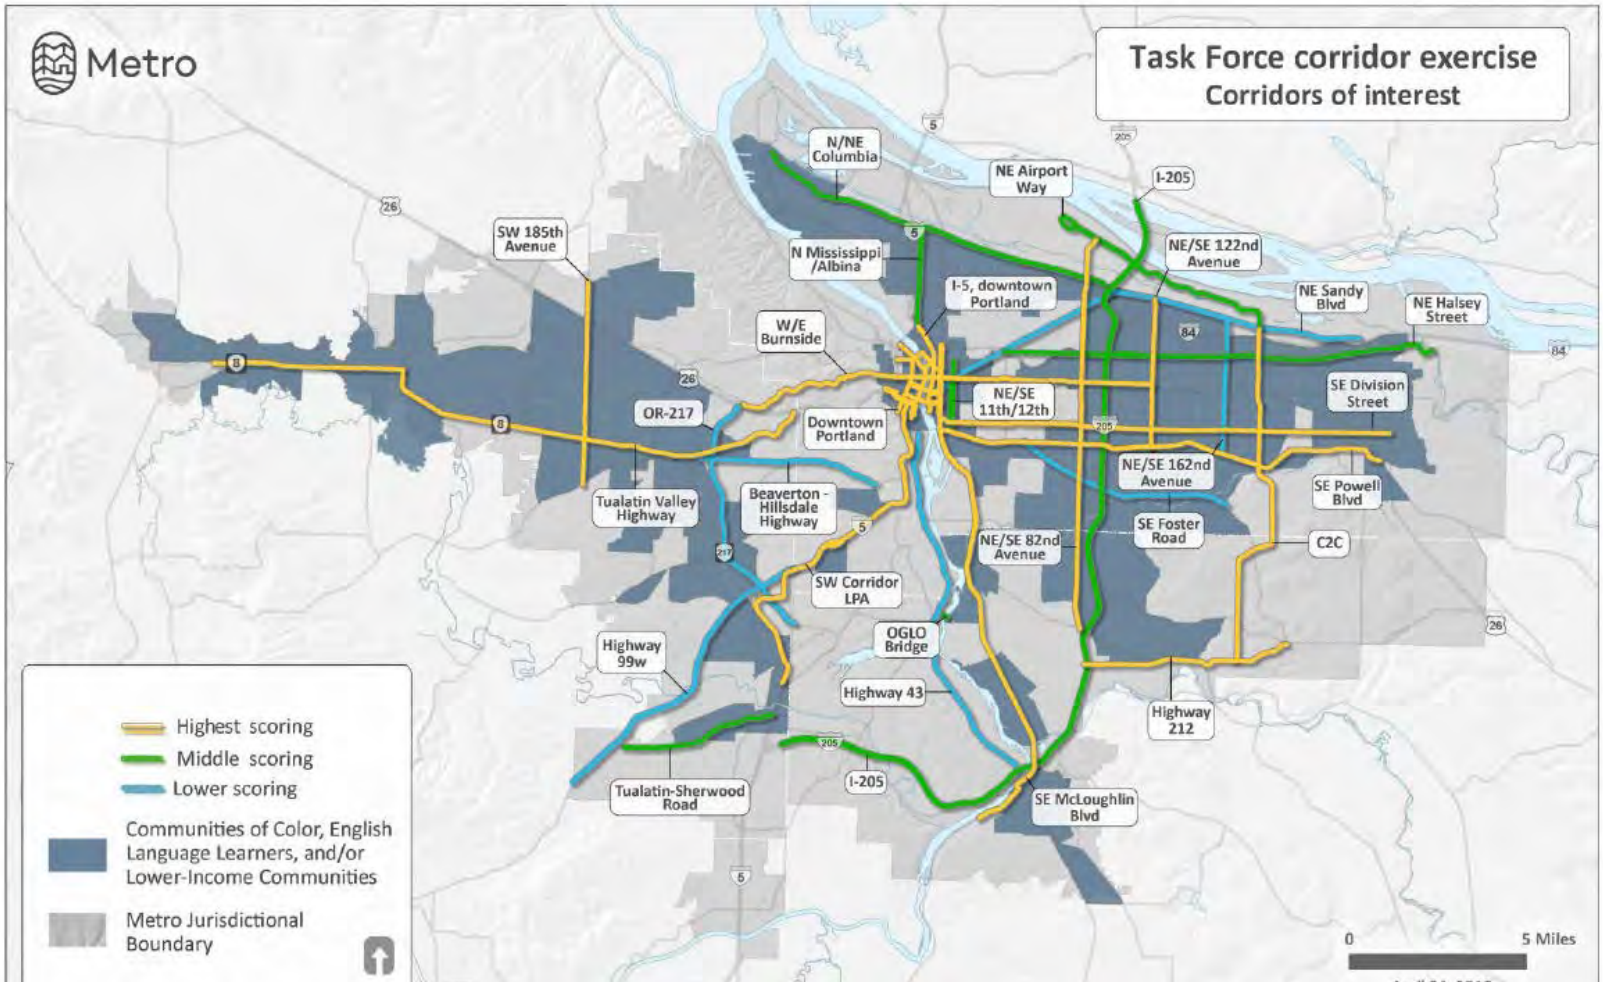 Metro
Task Force corridor exercise
Corridors of interest
5
205
N/NE
Columbia
NE Airport
Way
I-205
26
SW 185th
Avenue
5
N Mississippi
/Albina
NE/SE 122nd
Avenue
I-5, downtown
Portland
NE Sandy
Blvd
NE Halsey
Street
W/E
Burnside
84
84
8
26
SE Division
Street
OR-217
NE/SE
11th/12th
8
Downtown
Portland
205
NE/SE 162nd
Avenue
Tualatin Valley
Highway
Beaverton -
Hillsdale
Highway
SE Powell
Blvd
5
SE Foster
Road
217
NE/SE 82nd
Avenue
C2C
SW Corridor
LPA
26
OGLO
Bridge
Highway
99w
Highway 43
Highway
212
205
I-205
Tualatin-Sherwood
Road
SE McLoughlin
Blvd
5
Highest scoring
Middle scoring
Lower scoring
Communities of Color, English
Language Learners, and/or
Lower-Income Communities
Metro Jurisdictional
Boundary
0 5 Miles